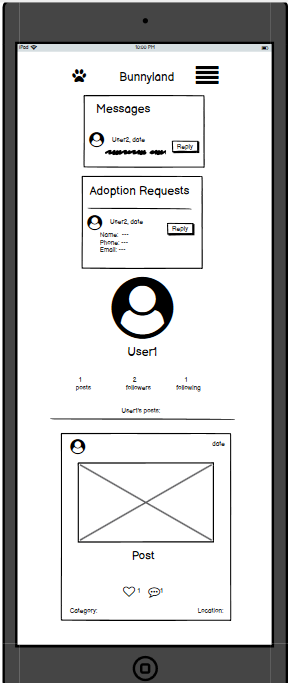 iPad
10:00 PM
Bunnyland
Messages
User2, date
Reply
Adoption Requests
User2, date
Reply
Name: ---
Phone: ---
Email: ---
User1
1 2 1
posts followers following
User1's posts:
date
Post
1 1
Category: Location: